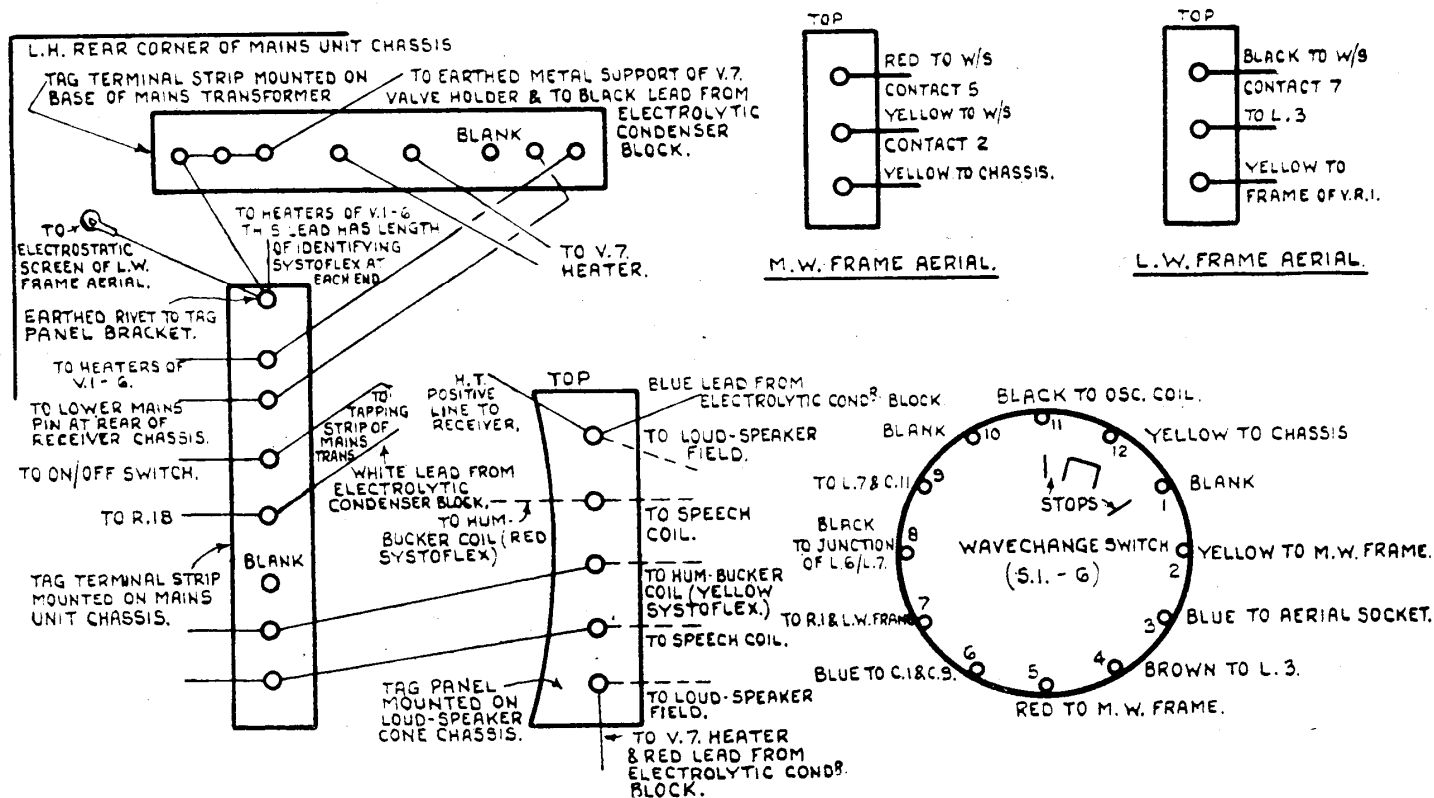 L.H. REAR CORNER OF MAINS UNIT CHASSIS
TAG TERMINAL STRIP MOUNTED ON
BASE OF MAINS TRANSFORMER
TO EARTHED METAL SUPPORT OF V.7.
VALVE HOLDER & TO BLACK LEAD FROM
ELECTROLYTIC
CONDENSER
BLOCK.
BLANK
TO
ELECTROSTATIC
SCREEN OF L.W.
FRAME AERIAL.
TO HEATERS OF V.1-6
THIS LEAD HAS LENGTH
OF IDENTIFYING
SYSTOFLEX AT
EACH END
TO V.7.
HEATER.
EARTHED RIVET TO TAG
PANEL BRACKET.
TO HEATERS OF
V.1-6.
TO LOWER MAINS
PIN AT REAR OF
RECEIVER CHASSIS.
TO ON/OFF SWITCH.
TO R.18
TO
TAPPING
STRIP OF
MAINS
TRANS.
WHITE LEAD FROM
ELECTROLYTIC
CONDENSER BLOCK.
BLANK
TAG TERMINAL STRIP
MOUNTED ON MAINS
UNIT CHASSIS.
TOP
RED TO W/S
CONTACT 5
YELLOW TO W/S
CONTACT 2
YELLOW TO CHASSIS.
M.W. FRAME AERIAL.
TOP
BLACK TO W/S
CONTACT 7
TO L.3
YELLOW TO
FRAME OF V.R.1.
L.W. FRAME AERIAL.
H.T.
POSITIVE
LINE TO
RECEIVER.
TOP
BLUE LEAD FROM
ELECTROLYTIC CONDR. BLOCK.
TO LOUD-SPEAKER
FIELD.
TO HUM-
BUCKER COIL (RED
SYSTOFLEX)
TO SPEECH
COIL.
TO HUM-BUCKER
COIL (YELLOW
SYSTOFLEX.)
TO SPEECH COIL.
TAG PANEL
MOUNTED ON
LOUD-SPEAKER
CONE CHASSIS.
TO LOUD-SPEAKER
FIELD.
TO V.7. HEATER
& RED LEAD FROM
ELECTROLYTIC CONDR.
BLOCK.
BLACK TO OSC. COIL.
11
BLANK
10
YELLOW TO CHASSIS
12
TO L.7 & C.11
9
STOPS
BLANK
1
BLACK
TO JUNCTION
OF L.6/L.7.
8
WAVECHANGE SWITCH
(S.1. - 6)
YELLOW TO M.W. FRAME.
2
TO R.1 & L.W. FRAM
7
BLUE TO AERIAL SOCKET.
3
BLUE TO C.1 & C.9.
6
BROWN TO L.3.
4
5
RED TO M.W. FRAME.